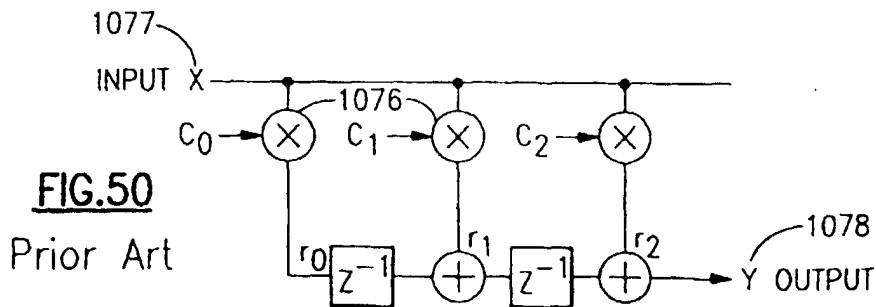 1077
INPUT X
1076
C0
X
C1
X
C2
X
FIG.50
Prior Art
r0
Z-1
r1
+
Z-1
r2
+
1078
Y OUTPUT